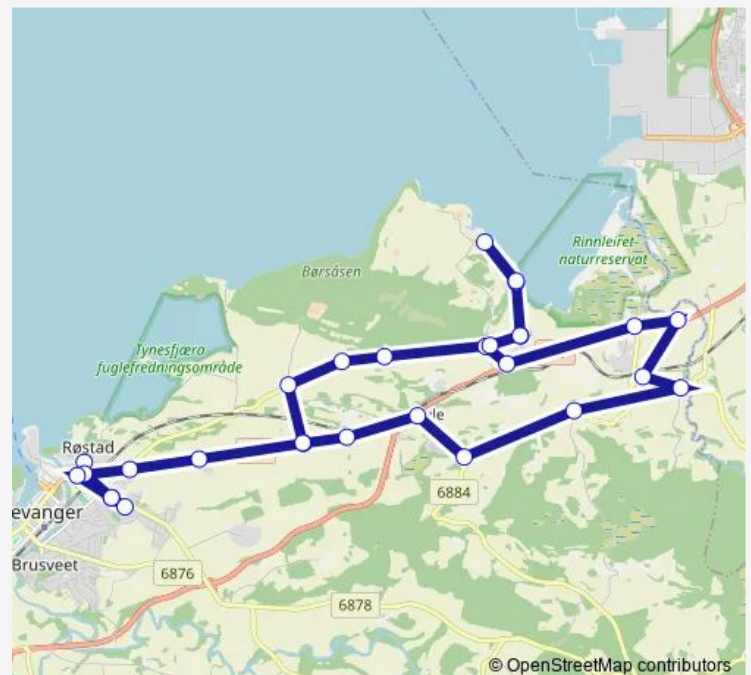 Børsåsen
Rinnleiret
naturreservat
Tynesfjæra
fuglefredningsområde
Røstad
evanger
Brusveet
6884
6876
6878
© OpenStreetMap contributors